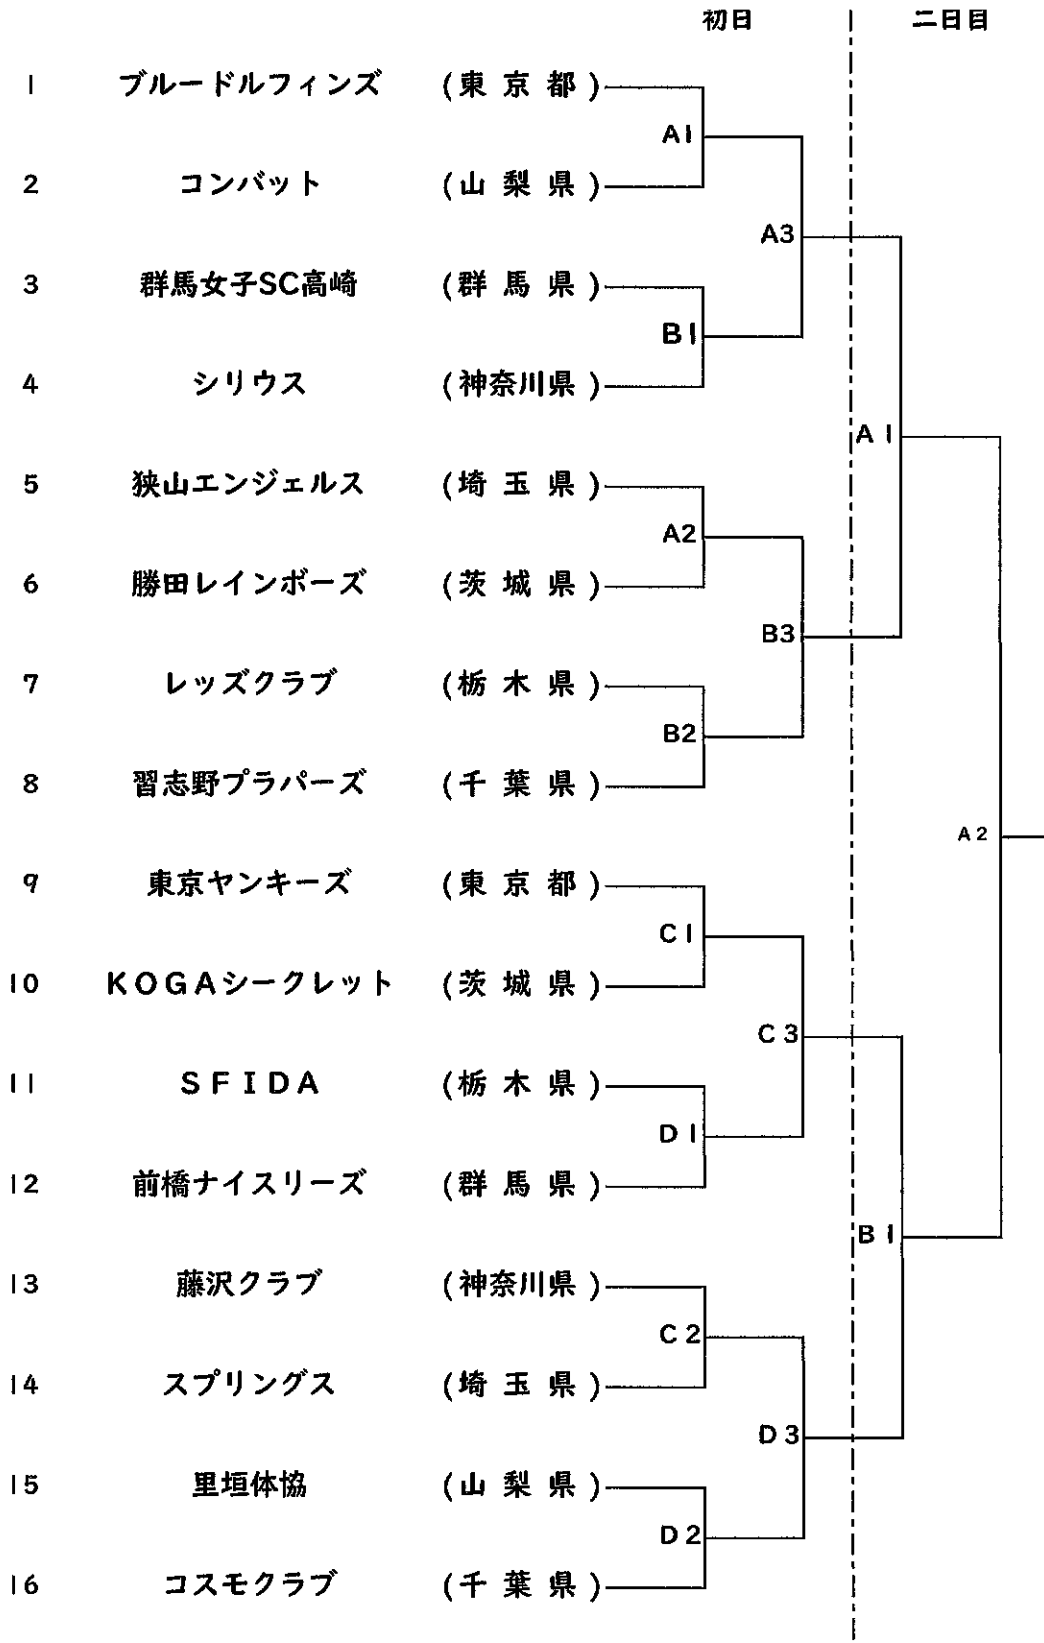 初日 二日目
1 ブルードルフィンズ (東京都)
A1
2 コンバット (山梨県)
A3
3 群馬女子SC高崎 (群馬県)
B1
4 シリウス (神奈川県)
A1
5 狭山エンジェルス (埼玉県)
A2
6 勝田レインボーズ (茨城県)
B3
7 レッズクラブ (栃木県)
B2
8 習志野プラパーズ (千葉県)
A2
9 東京ヤンキーズ (東京都)
C1
10 KOGAシークレット (茨城県)
C3
11 SFIDA (栃木県)
D1
12 前橋ナイスリーズ (群馬県)
B1
13 藤沢クラブ (神奈川県)
C2
14 スプリングス (埼玉県)
D3
15 里垣体協 (山梨県)
D2
16 コスモクラブ (千葉県)